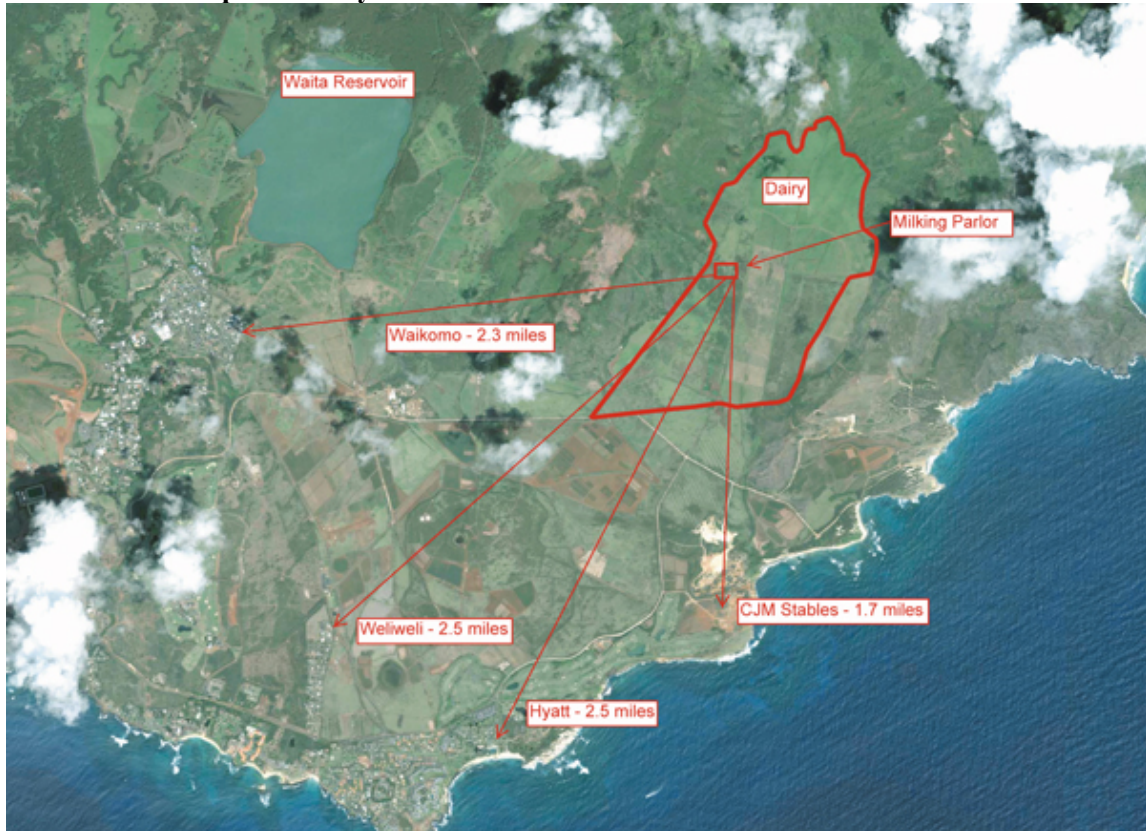 Waita Reservoir
Dairy
Milking Parlor
Waikomo - 2.3 miles
CJM Stables - 1.7 miles
Weliweli - 2.5 miles
Hyatt - 2.5 miles